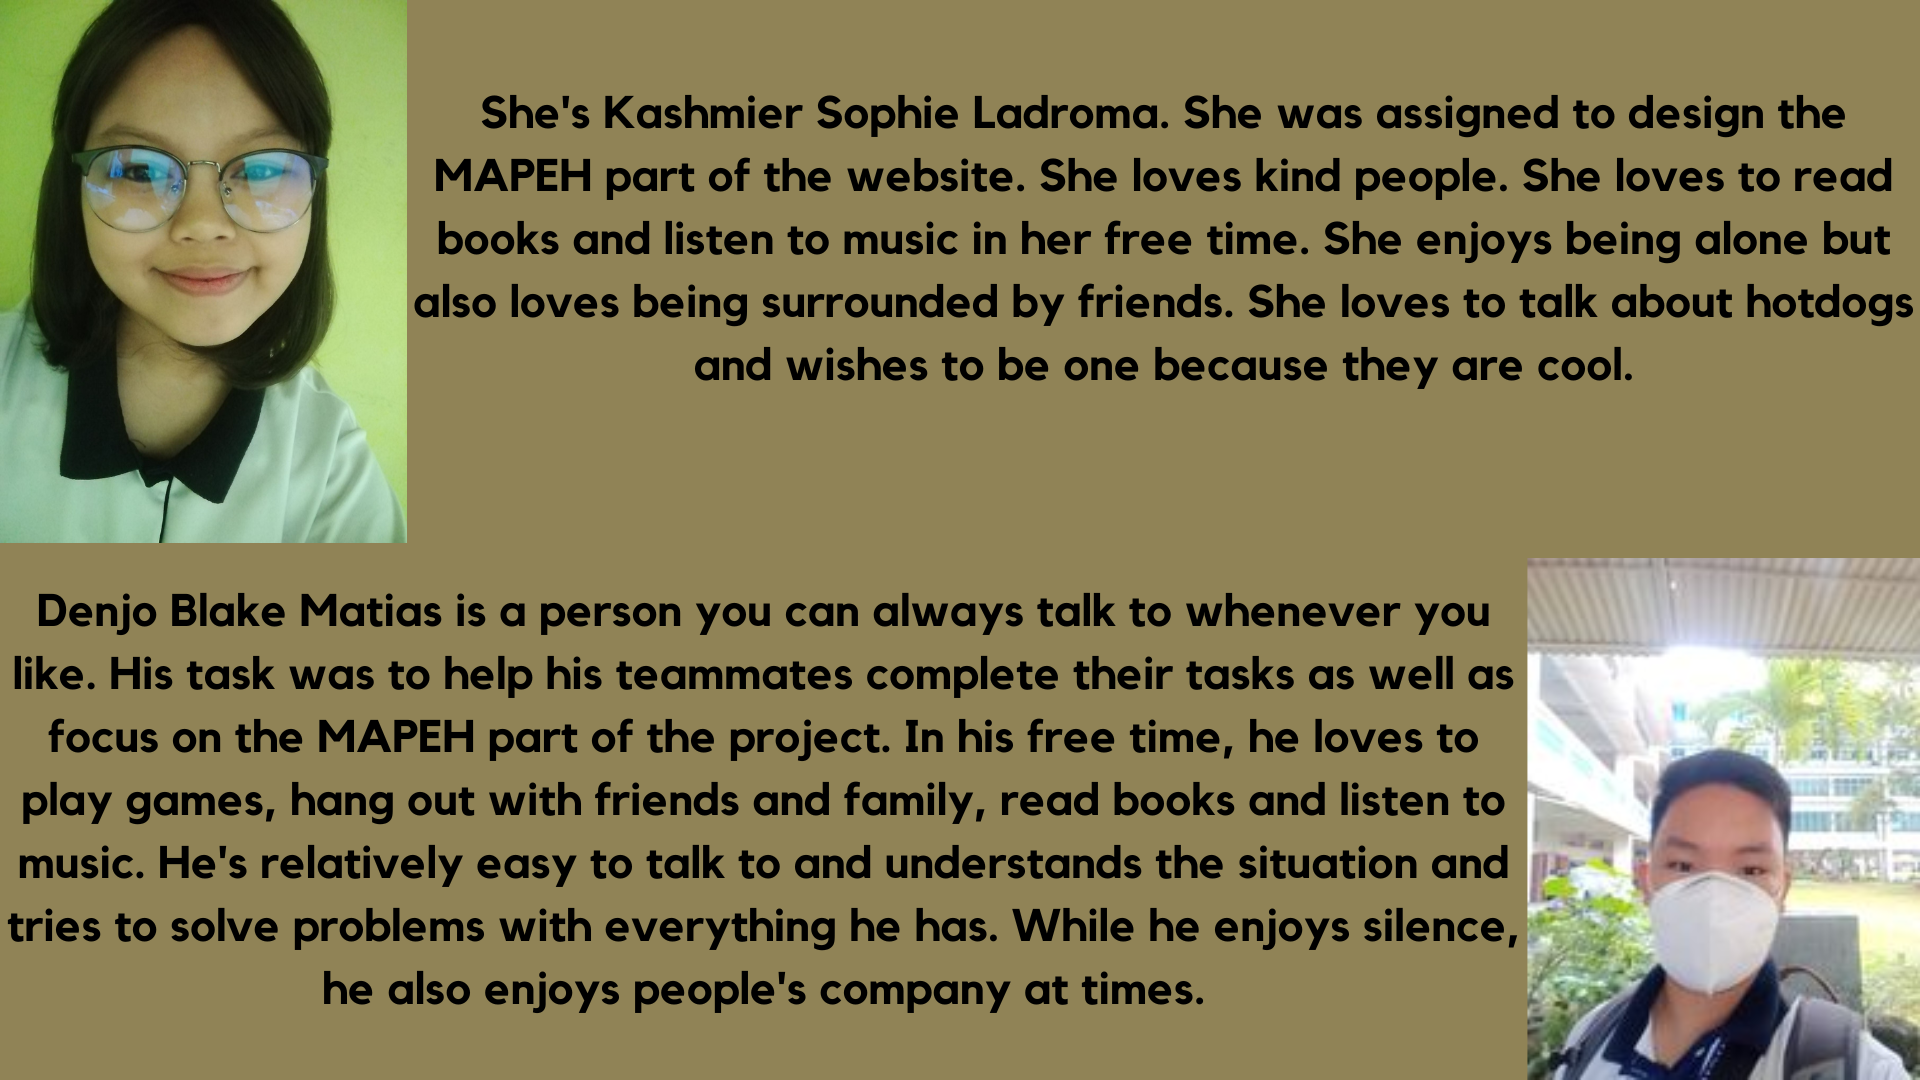 She's Kashmier Sophie Ladroma. She was assigned to design the
MAPEH part of the website. She loves kind people. She loves to read
books and listen to music in her free time. She enjoys being alone but
also loves being surrounded by friends. She loves to talk about hotdogs
and wishes to be one because they are cool.
Denjo Blake Matias is a person you can always talk to whenever you
like. His task was to help his teammates complete their tasks as well as
focus on the MAPEH part of the project. In his free time, he loves to
play games, hang out with friends and family, read books and listen to
music. He's relatively easy to talk to and understands the situation and
tries to solve problems with everything he has. While he enjoys silence,
he also enjoys people's company at times.